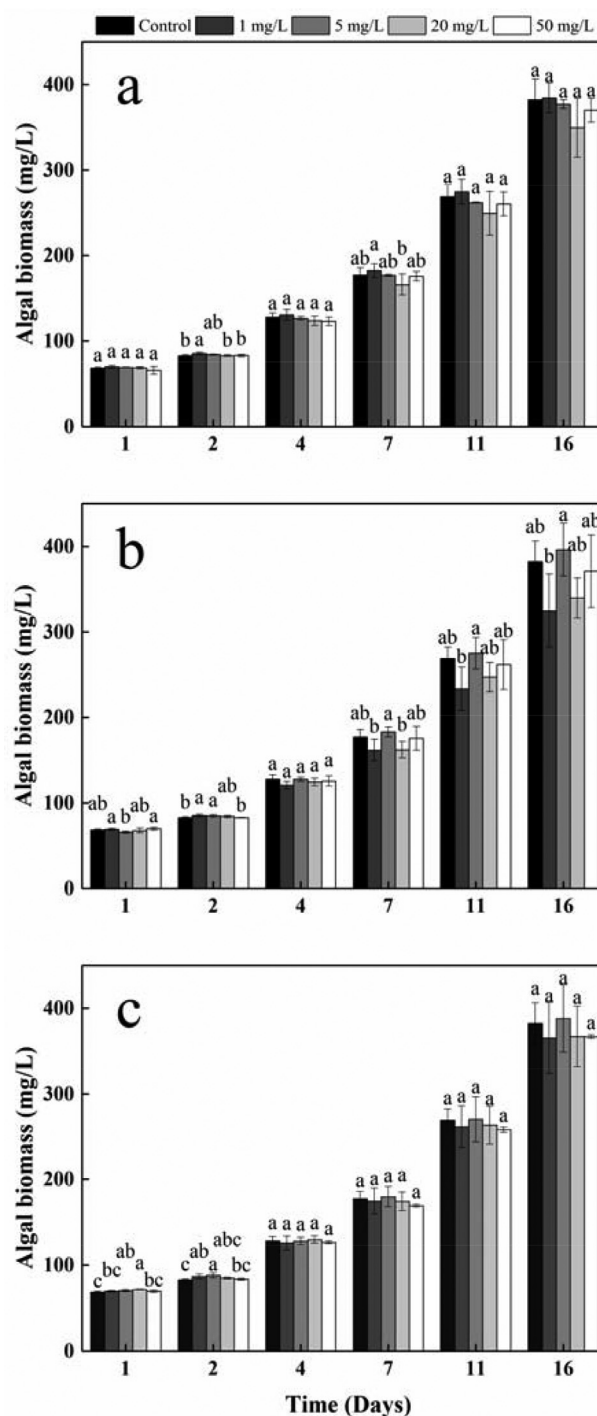 Control 1 mg/L 5 mg/L 20 mg/L 50 mg/L
a
Algal biomass (mg/L)
400
300
200
100
0
a a a a a
b a ab b b
a a a a a
ab a ab b ab
a a a a a
a a a a a
1 2 4 7 11 16
b
Algal biomass (mg/L)
400
300
200
100
0
ab a b ab a
b a a ab b
a a a a a
ab b a b ab
ab b a ab ab
ab b a ab ab
1 2 4 7 11 16
c
Algal biomass (mg/L)
400
300
200
100
0
c bc ab a bc
c ab a abc bc
a a a a a
a a a a a
a a a a a
a a a a a
1 2 4 7 11 16
Time (Days)